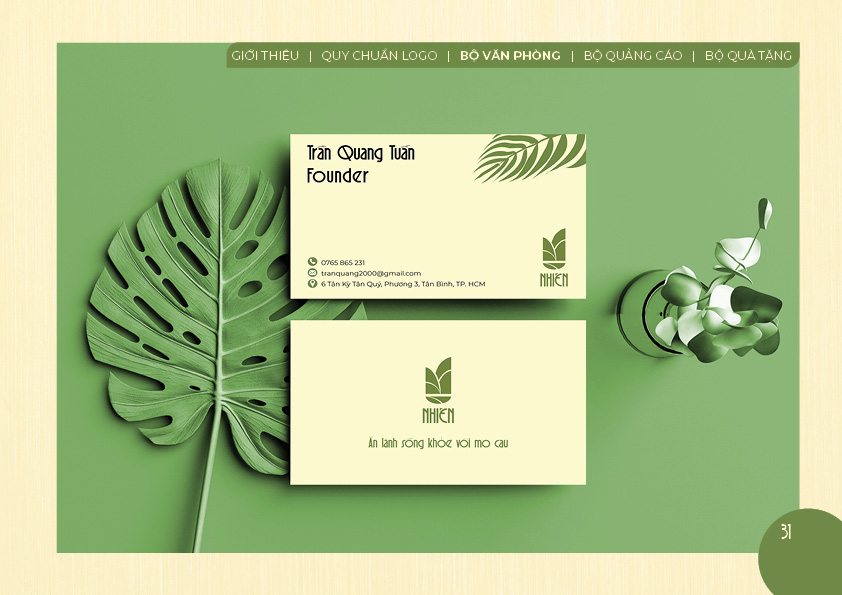 GIỚI THIỆU | QUY CHUẨN LOGO | BỘ VĂN PHÒNG | BỘ QUẢNG CÁO | BỘ QUÀ TẶNG
Trần Quang Tuấn
Founder
0765 865 231
tranquang2000@gmail.com
6 Tân Kỳ Tân Quý, Phương 3, Tân Bình, TP. HCM
NHIÊN
NHIÊN
Ăn lành sống khỏe với mo cau
31